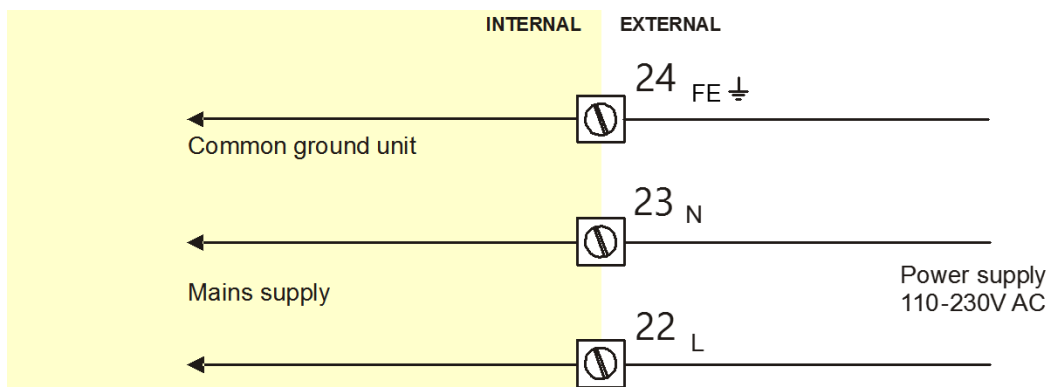 INTERNAL EXTERNAL
24 FE
Common ground unit
23 N
Mains supply
Power supply
110-230V AC
22 L